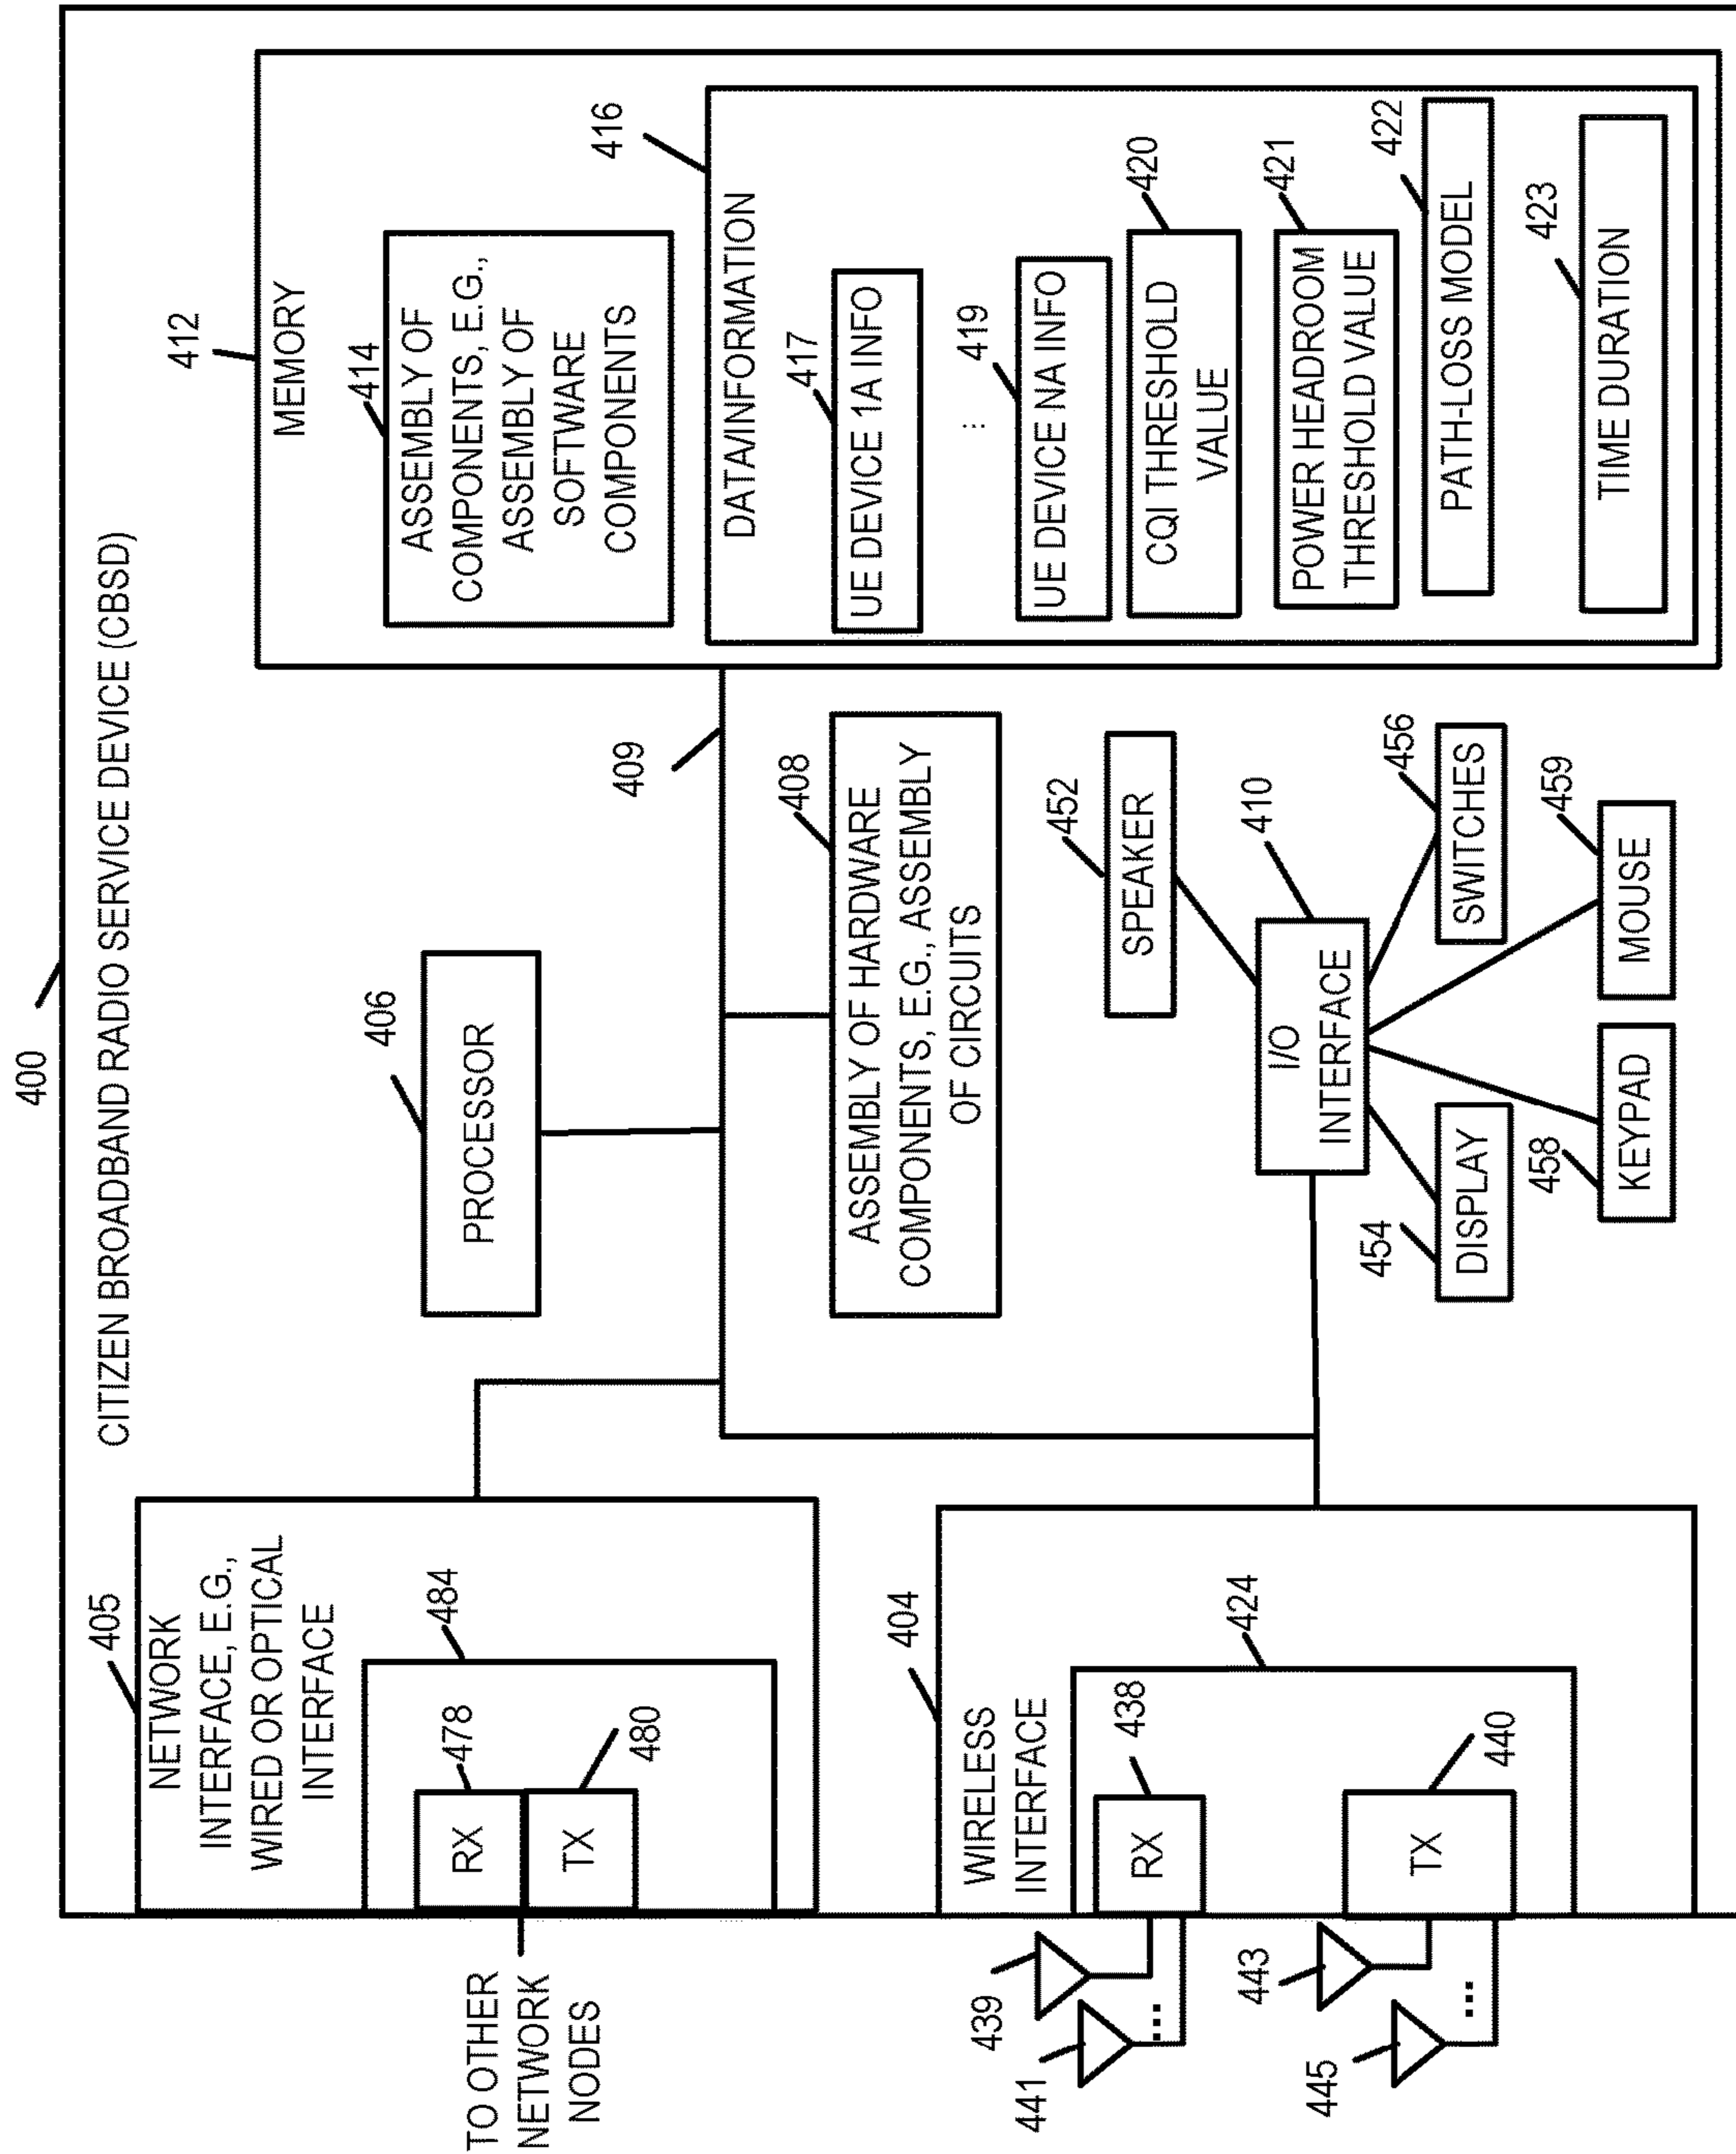 400
CITIZEN BROADBAND RADIO SERVICE DEVICE (CBSD)
405
NETWORK
INTERFACE, E.G.,
WIRED OR OPTICAL
INTERFACE
484
RX
478
TX
480
TO OTHER
NETWORK
NODES
404
WIRELESS
INTERFACE
424
RX
438
TX
440
439
441
...
443
445
...
406
PROCESSOR
409
408
ASSEMBLY OF HARDWARE
COMPONENTS, E.G., ASSEMBLY
OF CIRCUITS
452
SPEAKER
410
I/O
INTERFACE
456
SWITCHES
459
MOUSE
454
DISPLAY
458
KEYPAD
412
MEMORY
414
ASSEMBLY OF
COMPONENTS, E.G.,
ASSEMBLY OF
SOFTWARE
COMPONENTS
416
DATA/INFORMATION
417
UE DEVICE 1A INFO
...
419
UE DEVICE NA INFO
420
CQI THRESHOLD
VALUE
421
POWER HEADROOM
THRESHOLD VALUE
422
PATH-LOSS MODEL
423
TIME DURATION